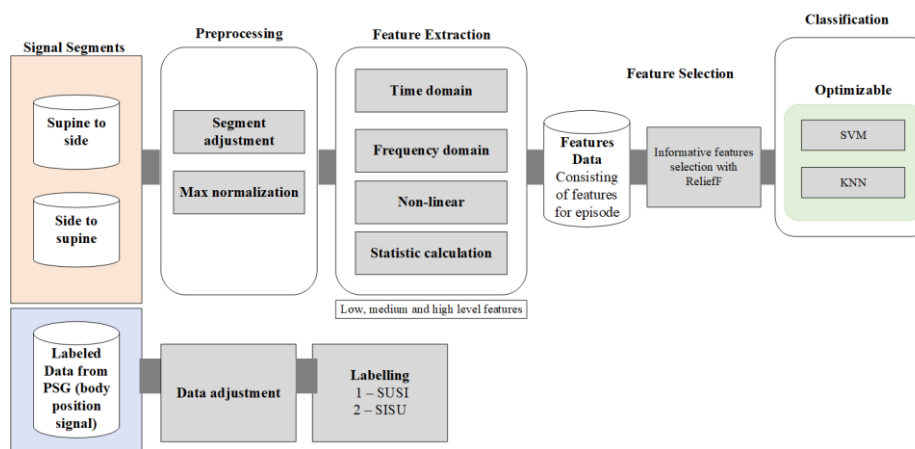 Signal Segments
Supine to
side
Side to
supine
Labeled
Data from
PSG (body
position
signal)
Preprocessing
Segment
adjustment
Max normalization
Data adjustment
Feature Extraction
Time domain
Frequency domain
Non-linear
Statistic calculation
Low, medium and high level features
Labelling
1 – SUSI
2 – SISU
Features
Data
Consisting
of features
for episode
Feature Selection
Informative features
selection with
ReliefF
Classification
Optimizable
SVM
KNN